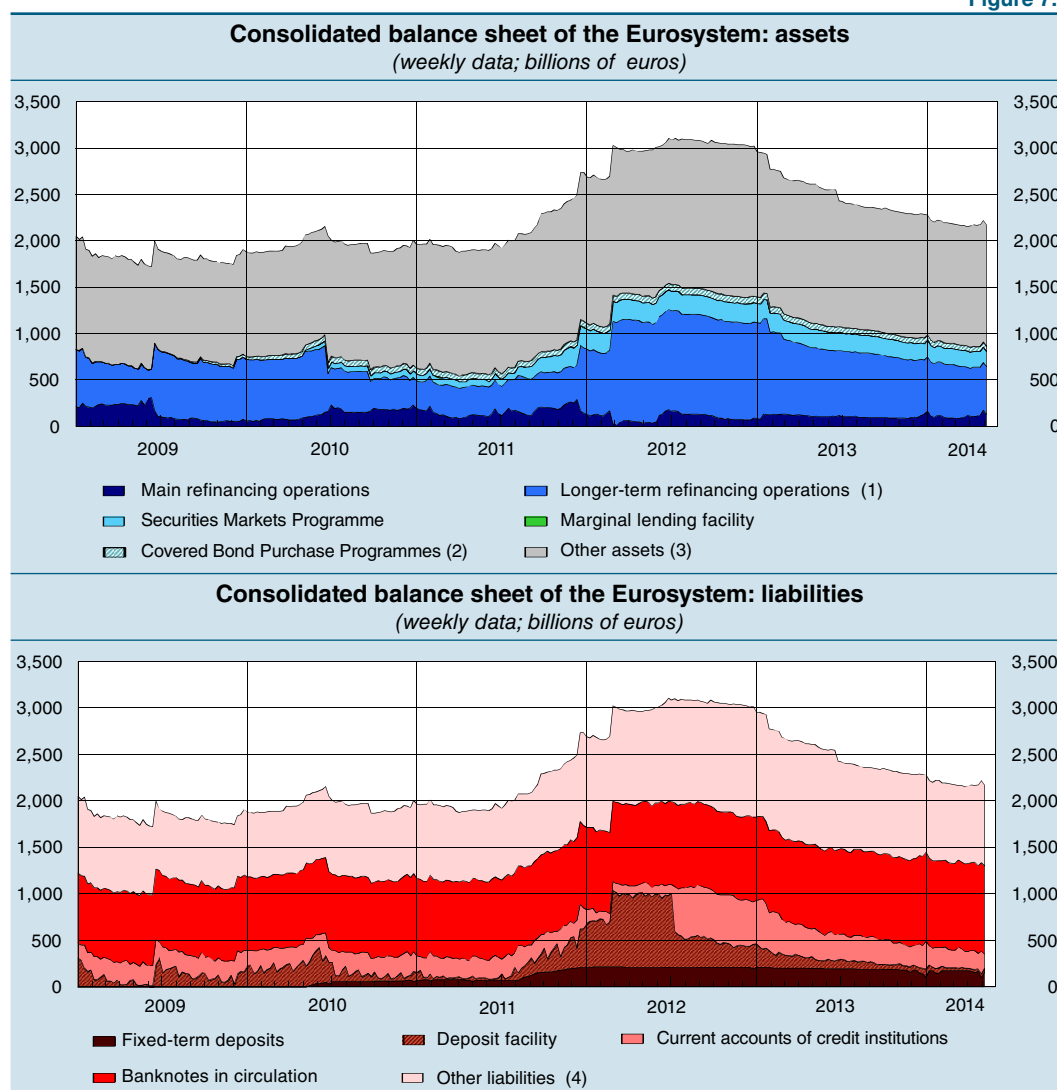 Figure 7.
Consolidated balance sheet of the Eurosystem: assets
(weekly data; billions of euros)
3,500 3,500
3,000 3,000
2,500 2,500
2,000 2,000
1,500 1,500
1,000 1,000
500 500
0 0
2009 2010 2011 2012 2013 2014
Main refinancing operations Longer-term refinancing operations (1)
Securities Markets Programme Marginal lending facility
Covered Bond Purchase Programmes (2) Other assets (3)
Consolidated balance sheet of the Eurosystem: liabilities
(weekly data; billions of euros)
3,500 3,500
3,000 3,000
2,500 2,500
2,000 2,000
1,500 1,500
1,000 1,000
500 500
0 0
2009 2010 2011 2012 2013 2014
Fixed-term deposits Deposit facility Current accounts of credit institutions
Banknotes in circulation Other liabilities (4)